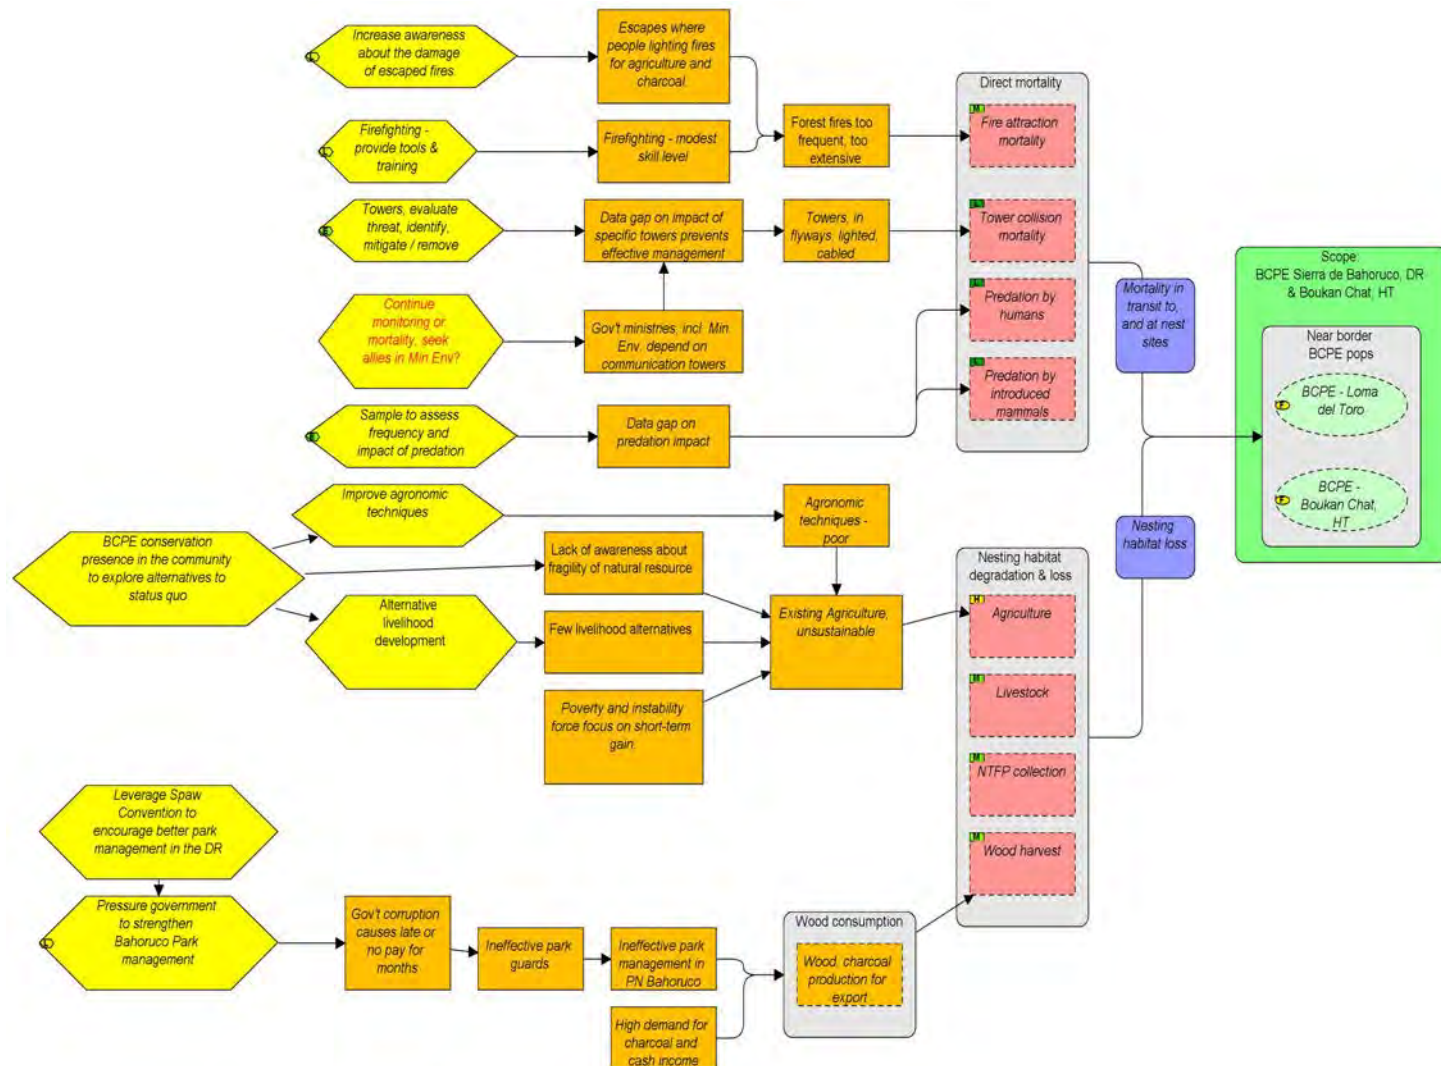 Increase awareness
about the damage
of escaped fires
Escapes where
people lighting fires
for agriculture and
charcoal.
Firefighting -
provide tools &
training
Firefighting - modest
skill level
Forest fires too
frequent, too
extensive
Direct mortality
M
Fire attraction
mortality
Towers, evaluate
threat, identify,
mitigate / remove
Data gap on impact of
specific towers prevents
effective management
Towers, in
flyways, lighted,
cabled
L
Tower collision
mortality
Continue
monitoring or
mortality, seek
allies in Min Env?
Gov't ministries, incl. Min.
Env. depend on
communication towers
L
Predation by
humans
L
Predation by
introduced
mammals
Sample to assess
frequency and
impact of predation
Data gap on
predation impact
Mortality in
transit to,
and at nest
sites
Scope:
BCPE Sierra de Bahoruco, DR
& Boukan Chat, HT
Near border
BCPE pops
F
BCPE - Loma
del Toro
F
BCPE -
Boukan Chat,
HT
Nesting
habitat loss
Improve agronomic
techniques
Agronomic
techniques -
poor
BCPE conservation
presence in the community
to explore alternatives to
status quo
Lack of awareness about
fragility of natural resource
Alternative
livelihood
development
Few livelihood alternatives
Existing Agriculture,
unsustainable
Poverty and instability
force focus on short-term
gain.
Nesting habitat
degradation & loss
H
Agriculture
M
Livestock
M
NTFP collection
M
Wood harvest
Leverage Spaw
Convention to
encourage better park
management in the DR
Pressure government
to strengthen
Bahoruco Park
management
Gov't corruption
causes late or
no pay for
months
Ineffective park
guards
Ineffective park
management in
PN Bahoruco
High demand for
charcoal and
cash income
Wood consumption
Wood, charcoal
production for
export